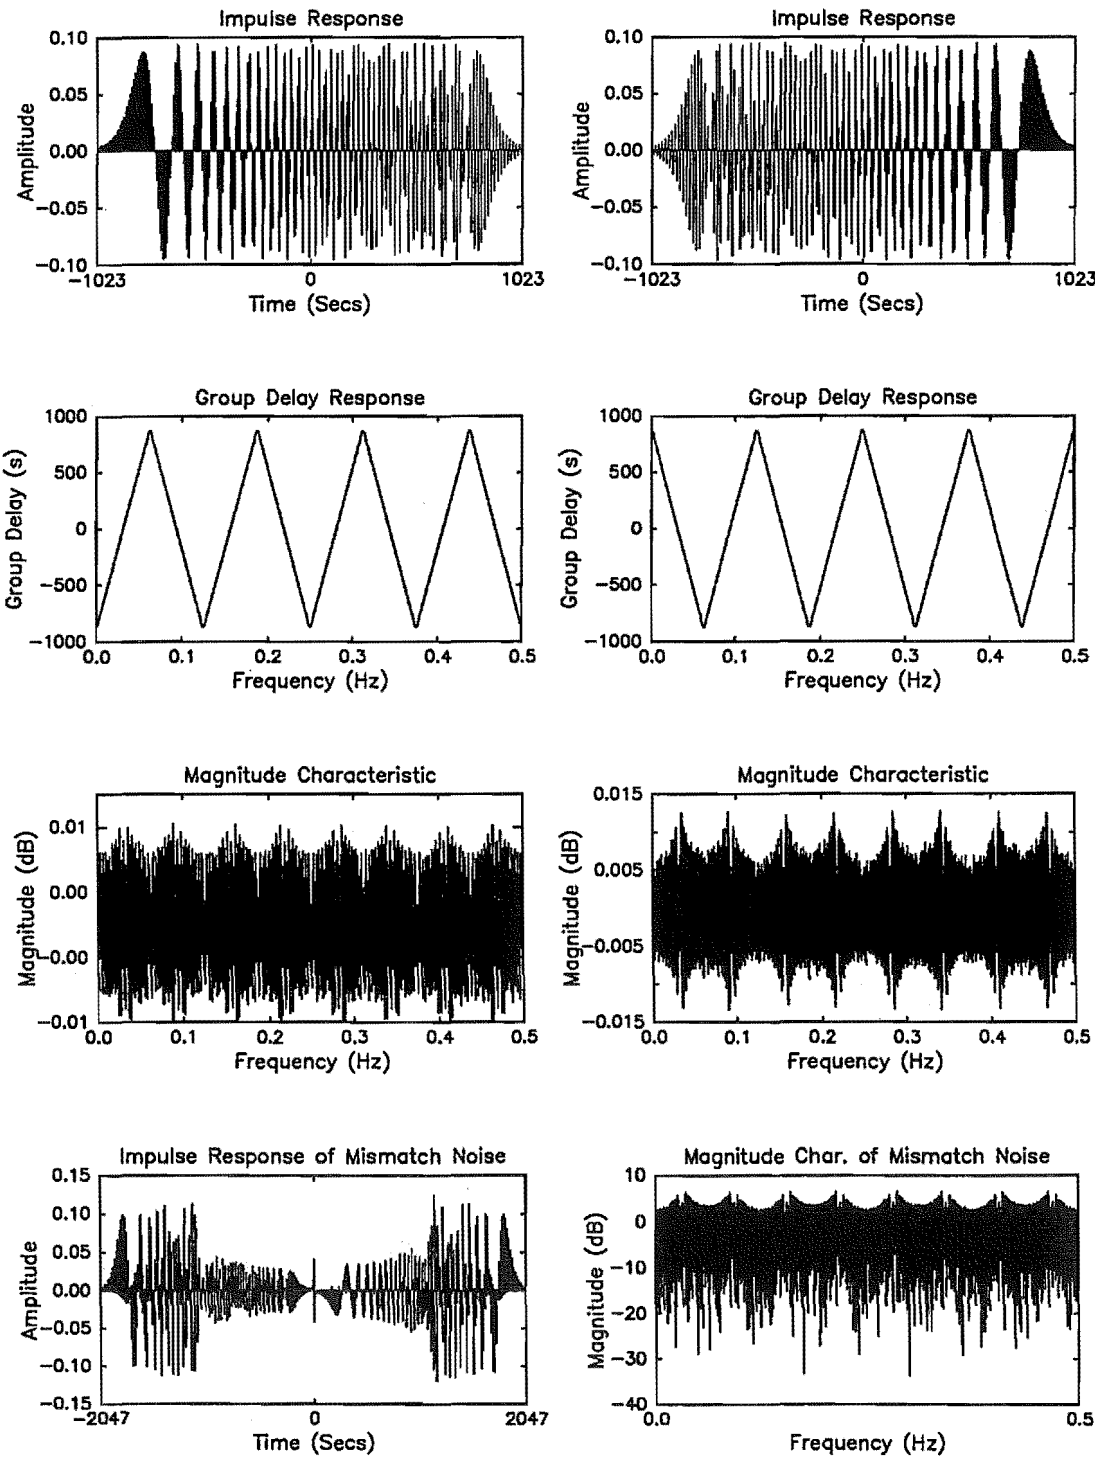 Impulse Response
0.10
0.05
0.00
-0.05
-0.10
Amplitude
-1023 0 1023
Time (Secs)
Impulse Response
0.10
0.05
0.00
-0.05
-0.10
Amplitude
-1023 0 1023
Time (Secs)
Group Delay Response
1000
500
0
-500
-1000
Group Delay (s)
0.0 0.1 0.2 0.3 0.4 0.5
Frequency (Hz)
Group Delay Response
1000
500
0
-500
-1000
Group Delay (s)
0.0 0.1 0.2 0.3 0.4 0.5
Frequency (Hz)
Magnitude Characteristic
0.01
0.00
-0.00
-0.01
Magnitude (dB)
0.0 0.1 0.2 0.3 0.4 0.5
Frequency (Hz)
Magnitude Characteristic
0.015
0.005
-0.005
-0.015
Magnitude (dB)
0.0 0.1 0.2 0.3 0.4 0.5
Frequency (Hz)
Impulse Response of Mismatch Noise
0.15
0.10
0.05
0.00
-0.05
-0.10
-0.15
Amplitude
-2047 0 2047
Time (Secs)
Magnitude Char. of Mismatch Noise
10
0
-10
-20
-30
-40
Magnitude (dB)
0.0 0.5
Frequency (Hz)